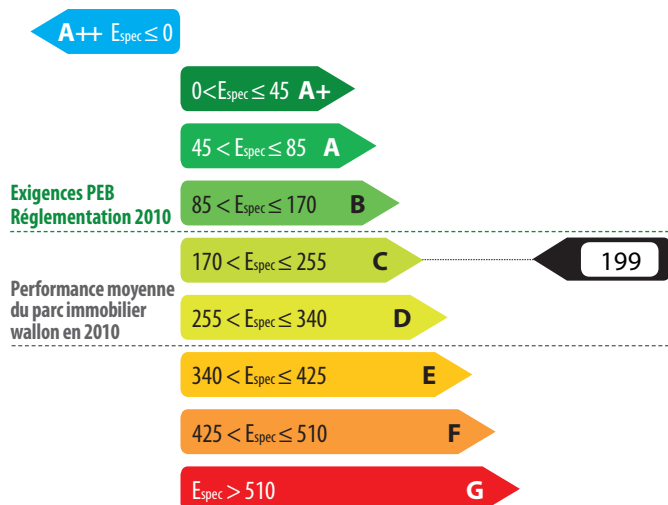 A++ Espec ≤ 0
0<Espec ≤ 45 A+
45 < Espec ≤ 85 A
Exigences PEB
Réglementation 2010
85 < Espec ≤ 170 B
170 < Espec ≤ 255 C
199
Performance moyenne
du parc immobilier
wallon en 2010
255 < Espec ≤ 340 D
340 < Espec ≤ 425 E
425 < Espec ≤ 510 F
Espec > 510 G